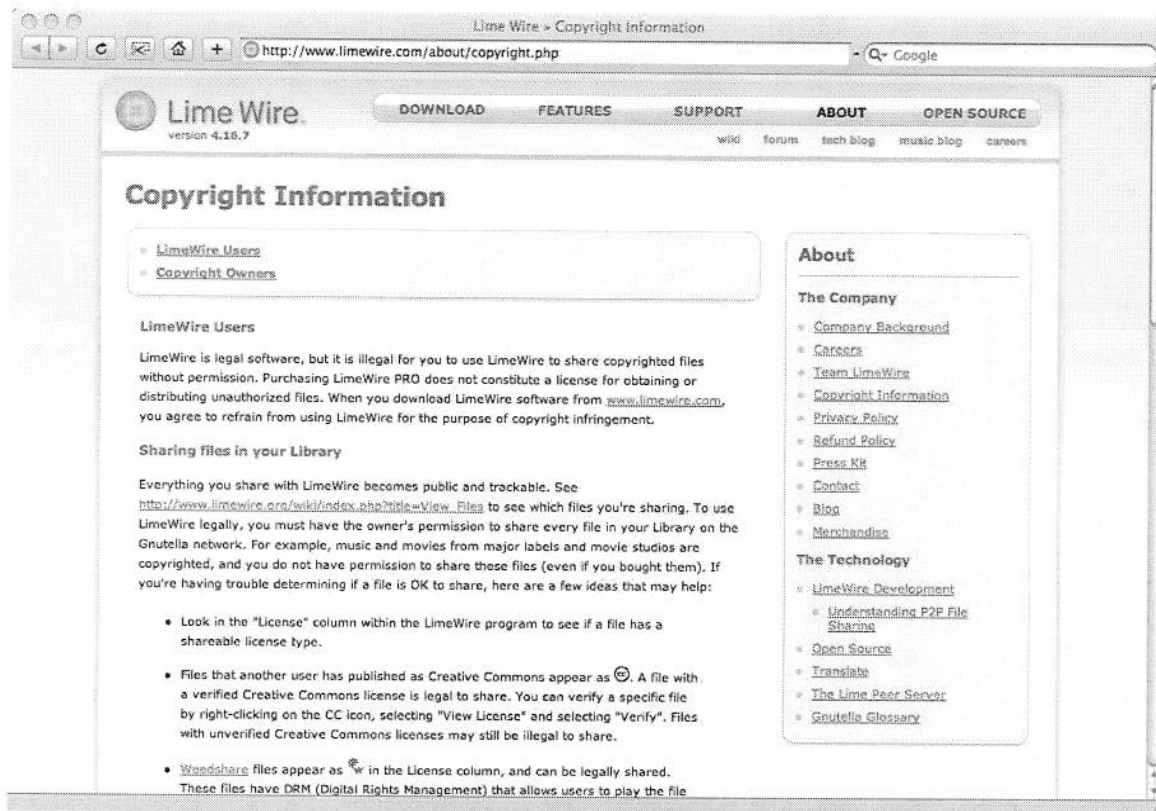 Lime Wire » Copyright Information
http://www.limewire.com/about/copyright.php
Google
LimeWire
version 4.16.7
DOWNLOAD FEATURES SUPPORT ABOUT OPEN SOURCE
wiki forum tech blog music blog careers
Copyright Information
LimeWire Users
Copyright Owners
LimeWire Users
LimeWire is legal software, but it is illegal for you to use LimeWire to share copyrighted files
without permission. Purchasing LimeWire PRO does not constitute a license for obtaining or
distributing unauthorized files. When you download LimeWire software from www.limewire.com,
you agree to refrain from using LimeWire for the purpose of copyright infringement.
Sharing files in your Library
Everything you share with LimeWire becomes public and trackable. See
http://www.limewire.org/wiki/index.php?title=View_Files to see which files you're sharing. To use
LimeWire legally, you must have the owner's permission to share every file in your Library on the
Gnutella network. For example, music and movies from major labels and movie studios are
copyrighted, and you do not have permission to share these files (even if you bought them). If
you're having trouble determining if a file is OK to share, here are a few ideas that may help:
• Look in the "License" column within the LimeWire program to see if a file has a
shareable license type.
• Files that another user has published as Creative Commons appear as cc. A file with
a verified Creative Commons license is legal to share. You can verify a specific file
by right-clicking on the CC icon, selecting "View License" and selecting "Verify". Files
with unverified Creative Commons licenses may still be illegal to share.
• Weedshare files appear as in the License column, and can be legally shared.
These files have DRM (Digital Rights Management) that allows users to play the file
About
The Company
Company Background
Careers
Team LimeWire
Copyright Information
Privacy Policy
Refund Policy
Press Kit
Contact
Blog
Merchandise
The Technology
LimeWire Development
Understanding P2P File
Sharing
Open Source
Translate
The Lime Peer Server
Gnutella Glossary